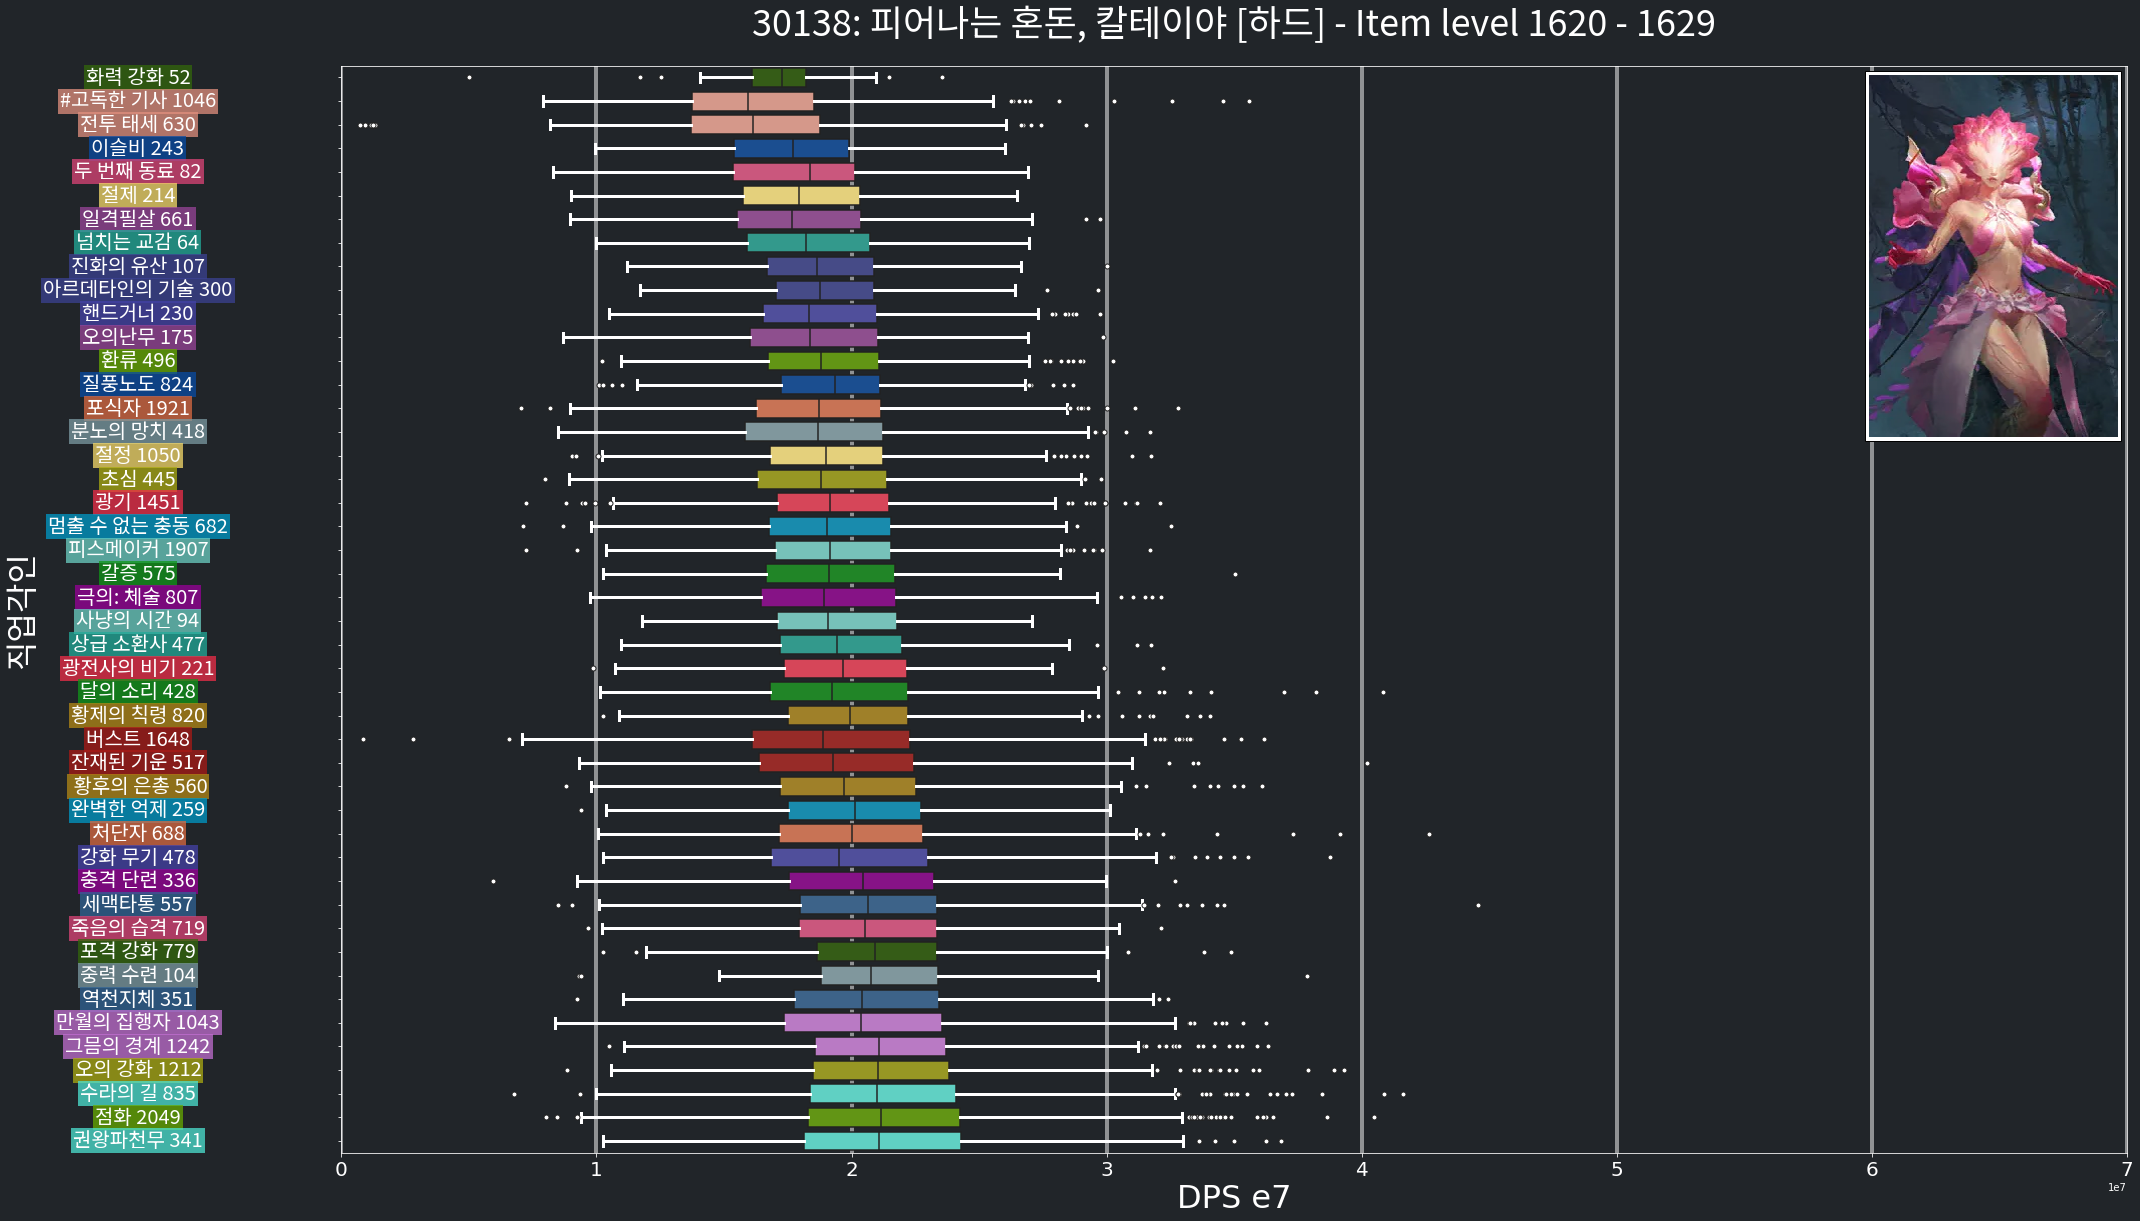 30138: 피어나는 혼돈, 칼테이야 [하드] - Item level 1620 - 1629
화력 강화 52
#고독한 기사 1046
전투 태세 630
이슬비 243
두 번째 동료 82
절제 214
일격필살 661
넘치는 교감 64
진화의 유산 107
아르데타인의 기술 300
핸드거너 230
오의난무 175
환류 496
질풍노도 824
포식자 1921
분노의 망치 418
절정 1050
초심 445
광기 1451
멈출 수 없는 충동 682
피스메이커 1907
갈증 575
극의: 체술 807
사냥의 시간 94
상급 소환사 477
광전사의 비기 221
달의 소리 428
황제의 칙령 820
버스트 1648
잔재된 기운 517
황후의 은총 560
완벽한 억제 259
처단자 688
강화 무기 478
충격 단련 336
세맥타통 557
죽음의 습격 719
포격 강화 779
중력 수련 104
역천지체 351
만월의 집행자 1043
그믐의 경계 1242
오의 강화 1212
수라의 길 835
점화 2049
권왕파천무 341
직업각인
0 1 2 3 4 5 6 7
DPS e7
1e7